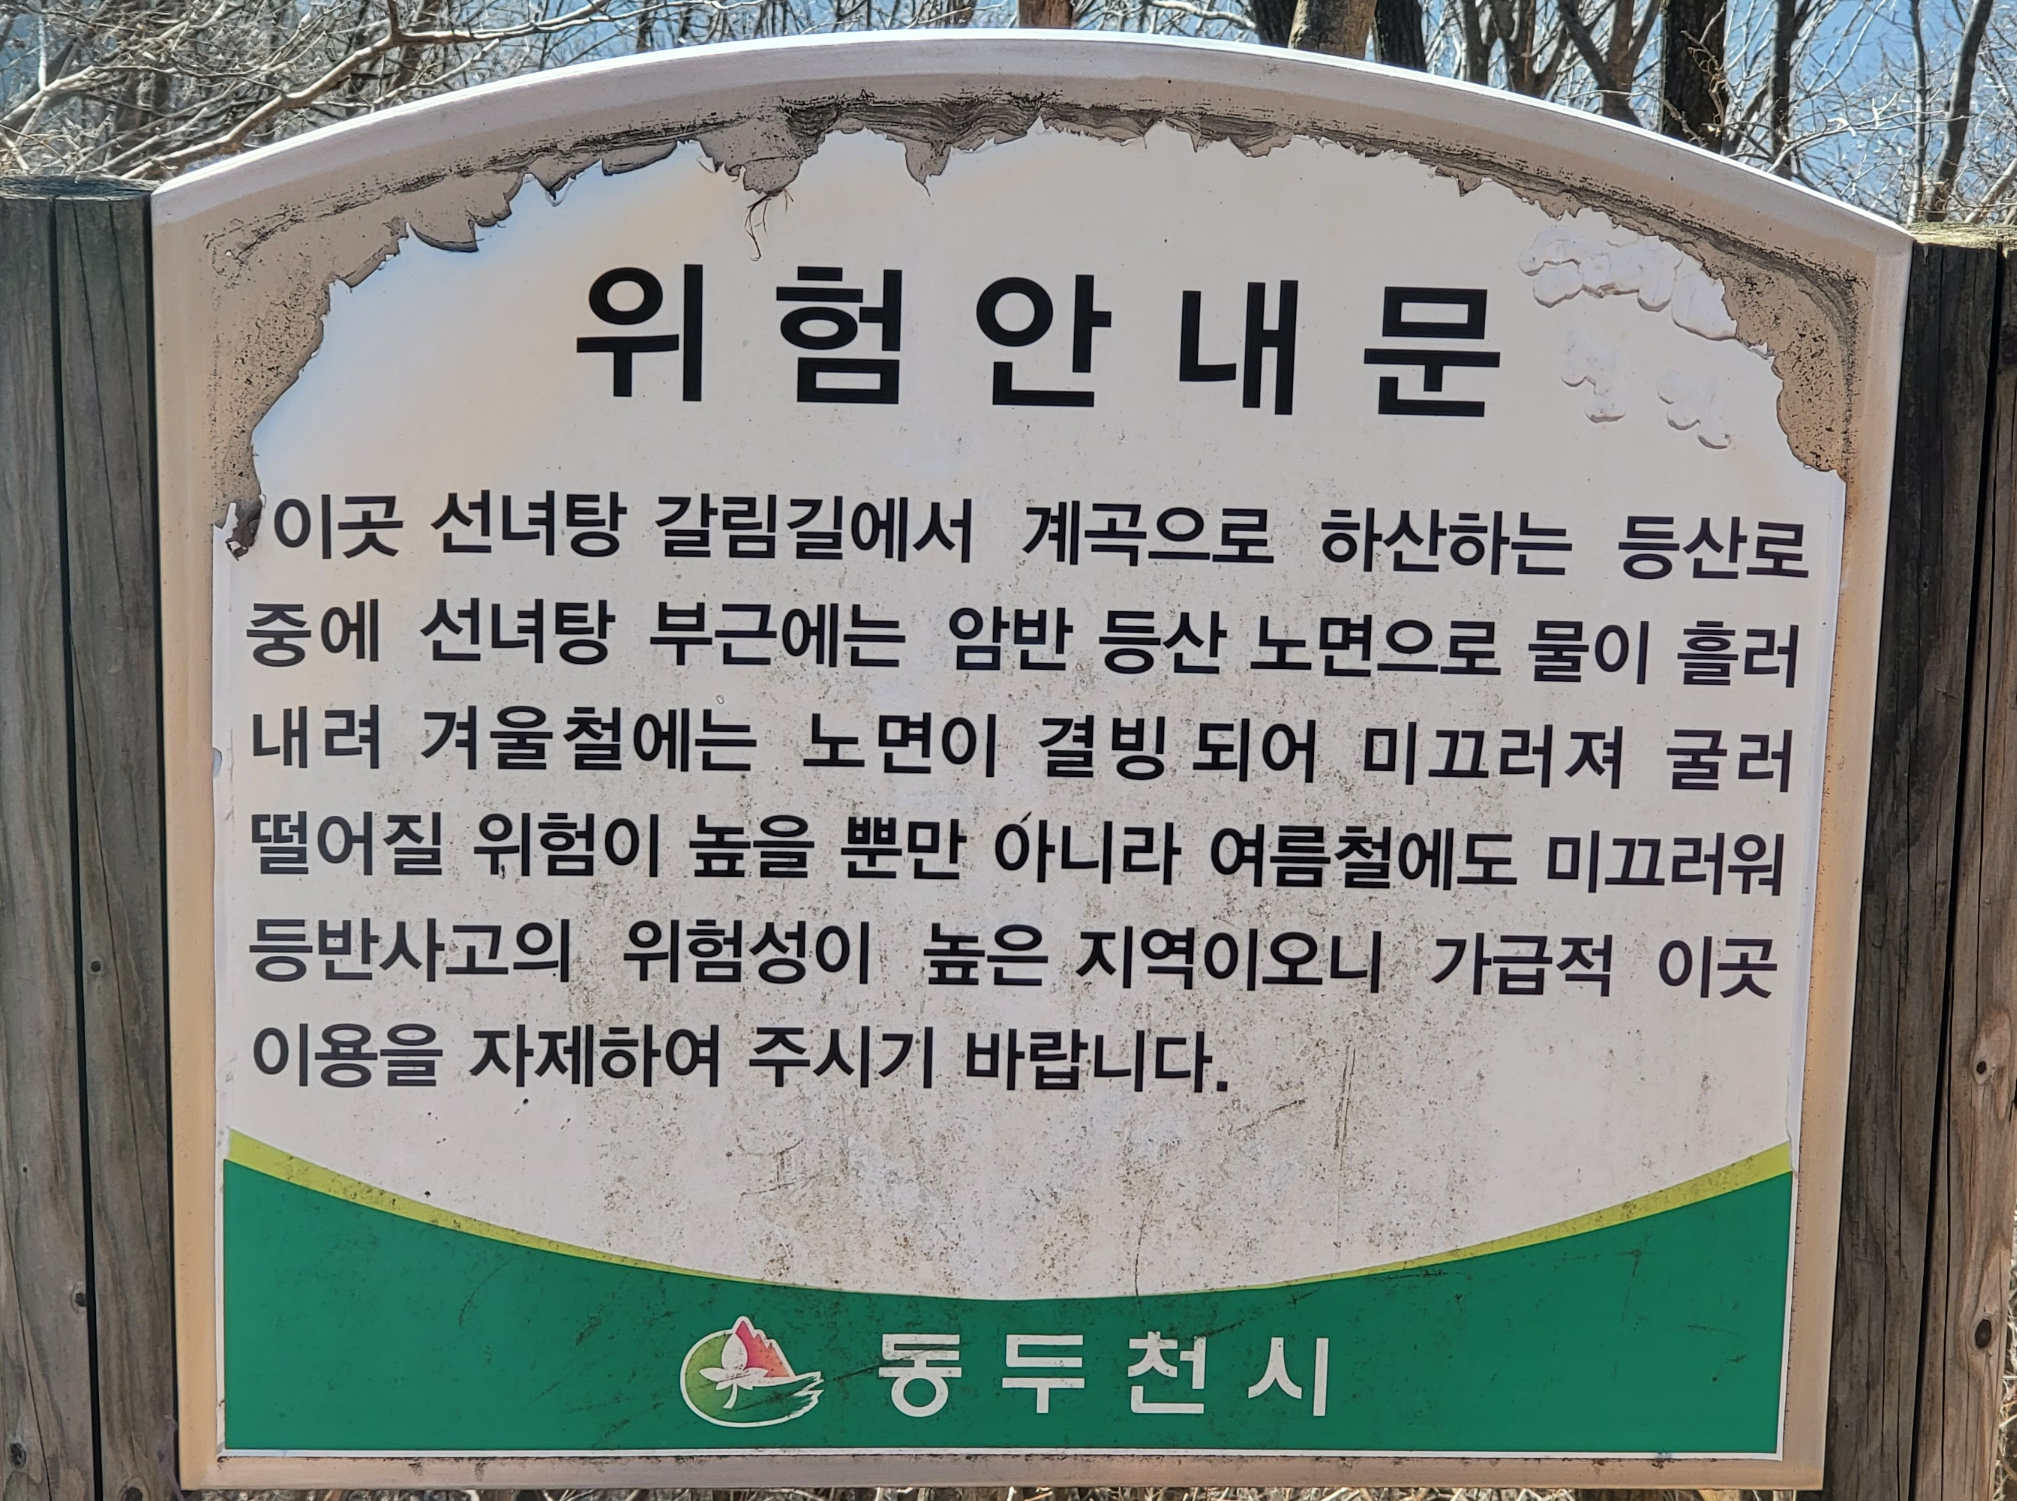 위험안내문
이곳 선녀탕 갈림길에서 계곡으로 하산하는 등산로
중에 선녀탕 부근에는 암반 등산 노면으로 물이 흘러
내려 겨울철에는 노면이 결빙 되어 미끄러져 굴러
떨어질 위험이 높을 뿐만 아니라 여름철에도 미끄러워
등반사고의 위험성이 높은 지역이오니 가급적 이곳
이용을 자제하여 주시기 바랍니다.
동두천시